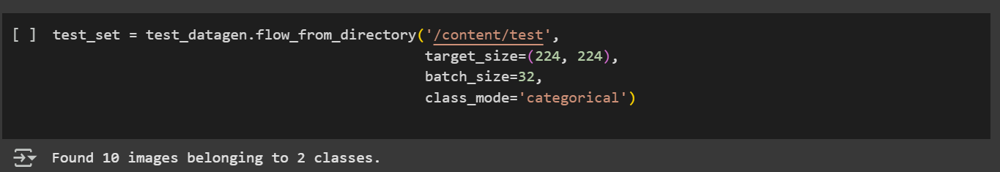 [ ] test_set = test_datagen.flow_from_directory('/content/test',
target_size=(224, 224),
batch_size=32,
class_mode='categorical')
Found 10 images belonging to 2 classes.